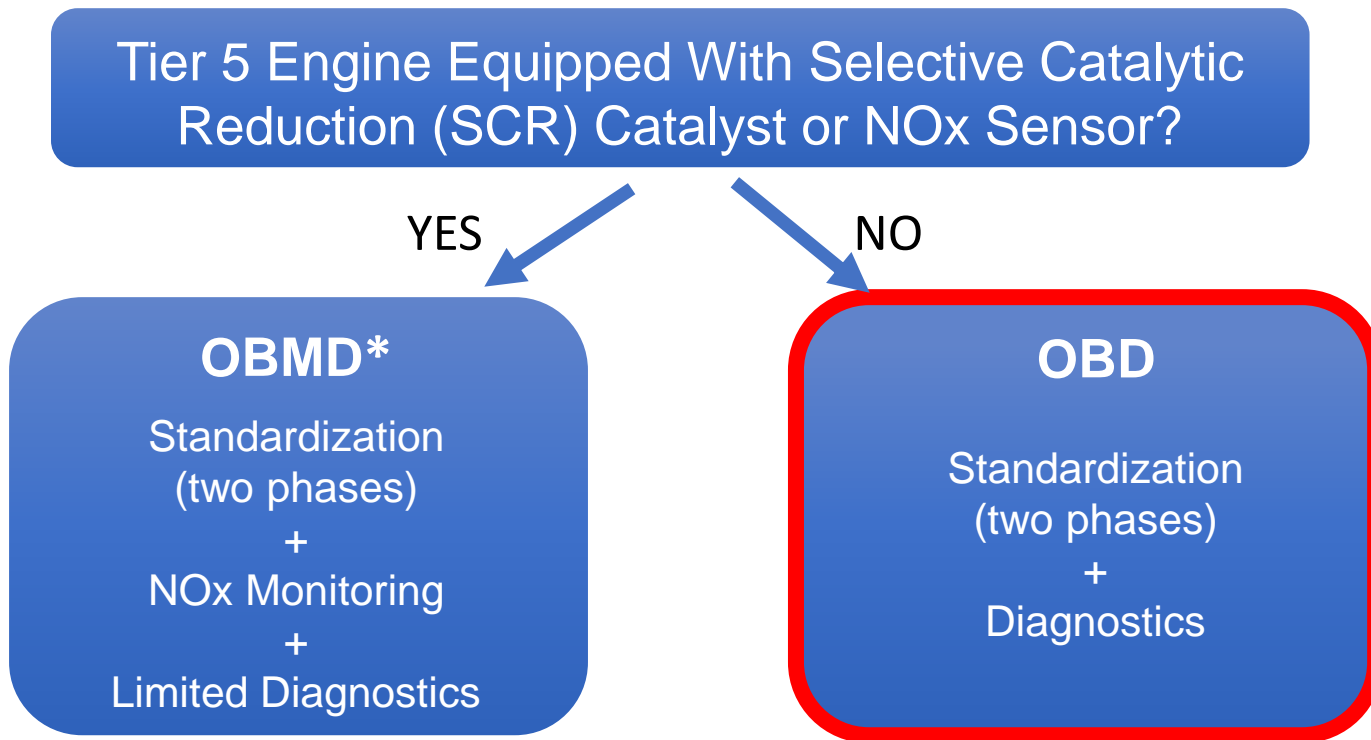 Tier 5 Engine Equipped With Selective Catalytic
Reduction (SCR) Catalyst or NOx Sensor?
YES
NO
OBMD*
Standardization
(two phases)
+
NOx Monitoring
+
Limited Diagnostics
OBD
Standardization
(two phases)
+
Diagnostics